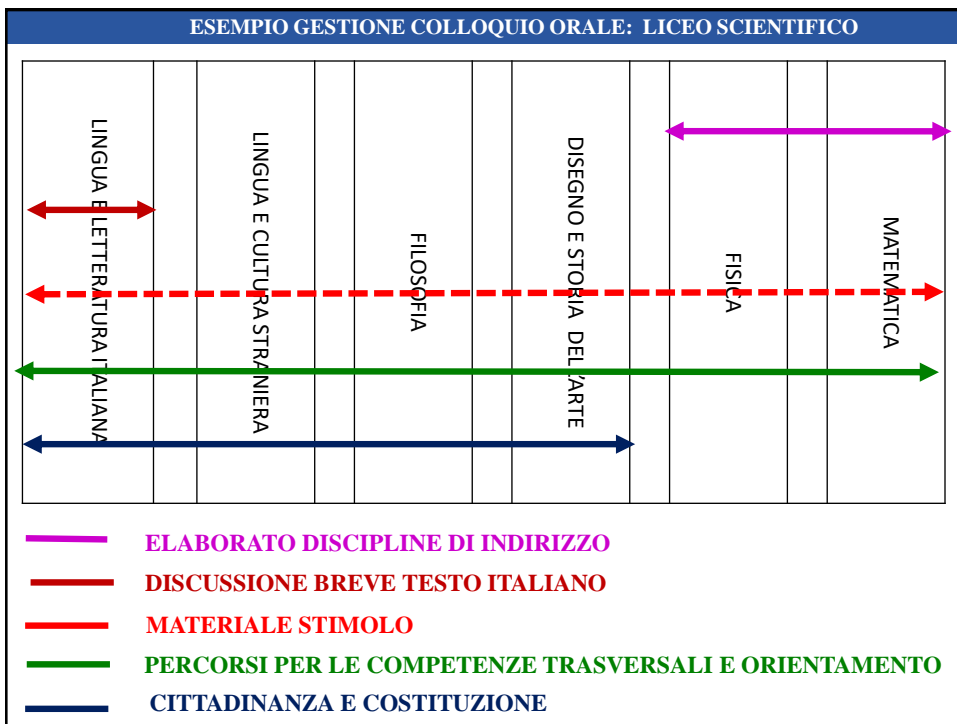 ESEMPIO GESTIONE COLLOQUIO ORALE: LICEO SCIENTIFICO
LINGUA E LETTERATURA ITALIANA
LINGUA E CULTURA STRANIERA
FILOSOFIA
DISEGNO E STORIA DELL'ARTE
FISICA
MATEMATICA
ELABORATO DISCIPLINE DI INDIRIZZO
DISCUSSIONE BREVE TESTO ITALIANO
MATERIALE STIMOLO
PERCORSI PER LE COMPETENZE TRASVERSALI E ORIENTAMENTO
CITTADINANZA E COSTITUZIONE